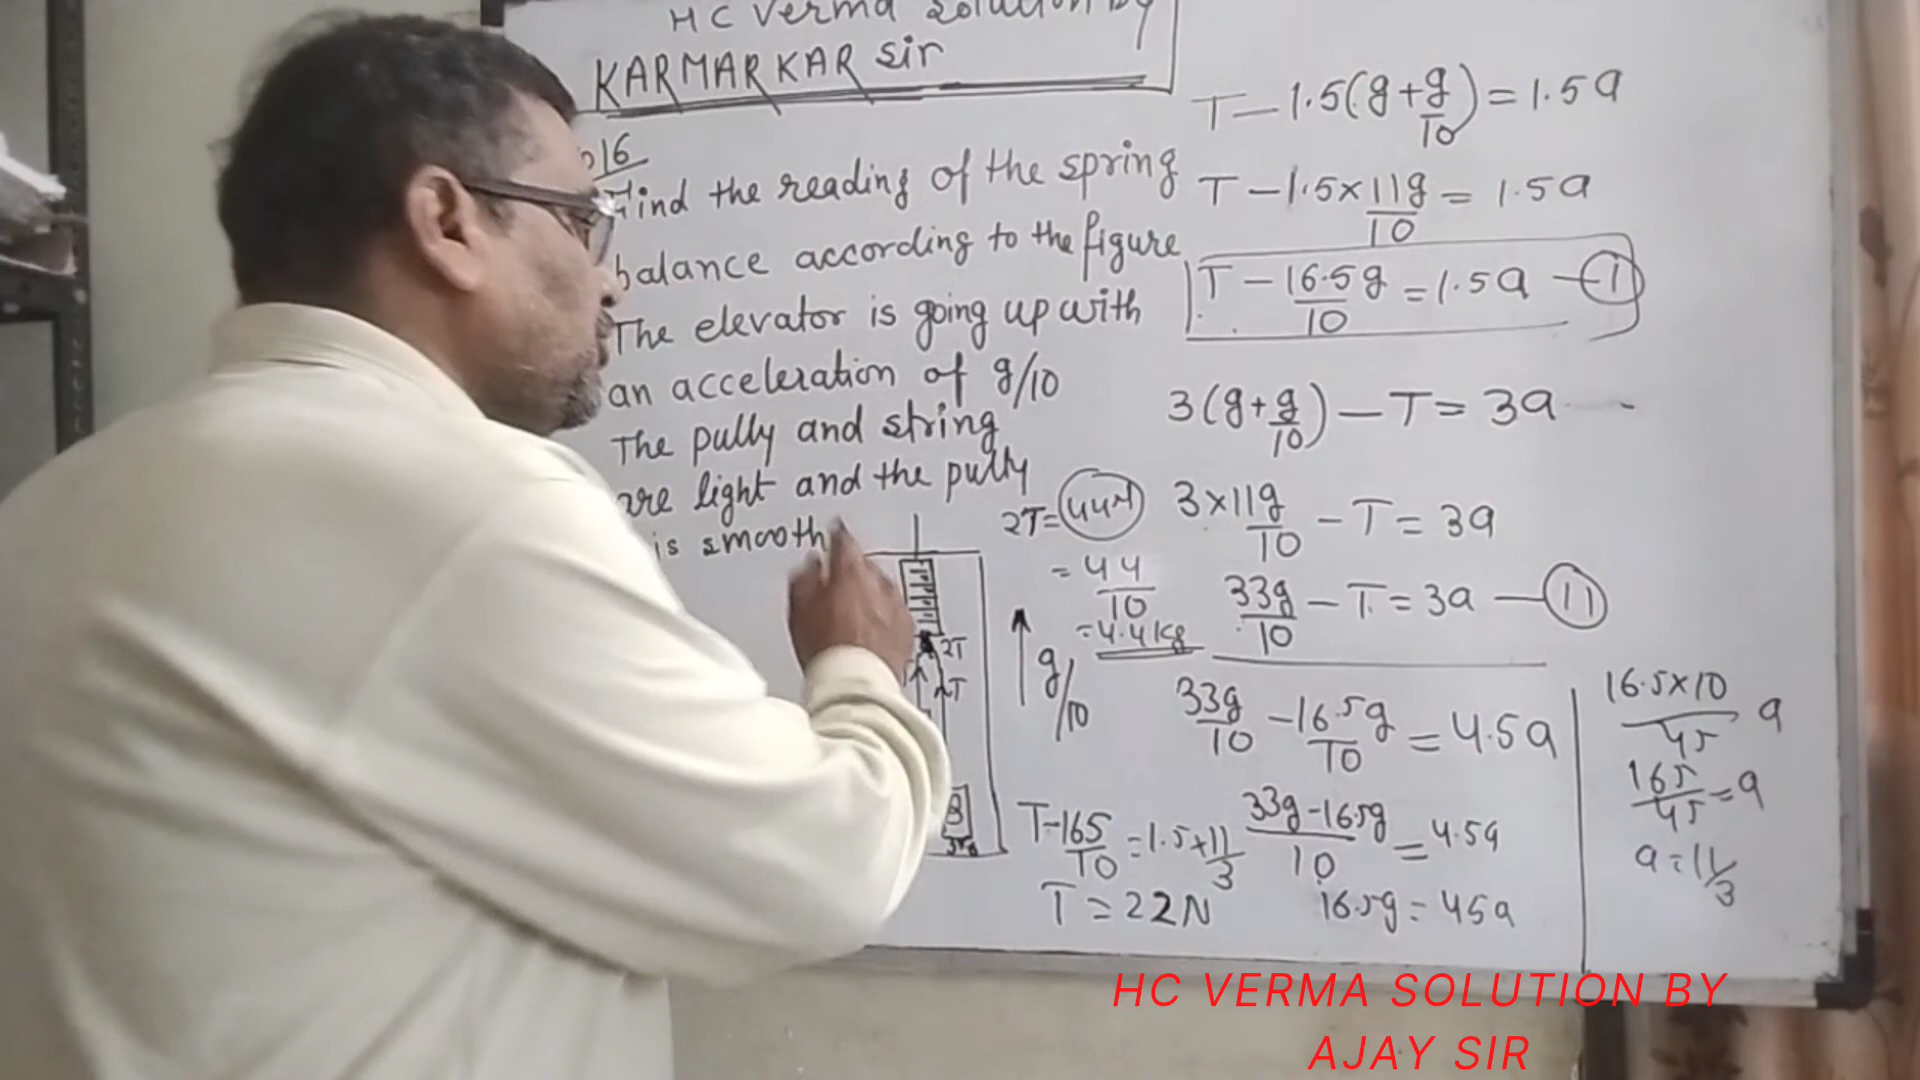 HC Verma Solution By
KARMARKAR Sir
16
Find the reading of the spring
balance according to the figure
The elevator is going up with
an acceleration of g/10
The pully and string
are light and the pully
is smooth
2T
T
B
g/10
2T = 44N
= 44/10
= 4.4kg
T - 1.5(g + g/10) = 1.5a
T - 1.5 × 11g/10 = 1.5a
T - 16.5g/10 = 1.5a — I
3(g + g/10) - T = 3a
3 × 11g/10 - T = 3a
33g/10 - T = 3a — II
33g/10 - 16.5g/10 = 4.5a
33g - 16.5g/10 = 4.5a
16.5g = 45a
T - 165/10 = 1.5 × 11/3
T = 22N
16.5 × 10/45 a
165/45 = a
a = 11/3
HC VERMA SOLUTION BY
AJAY SIR